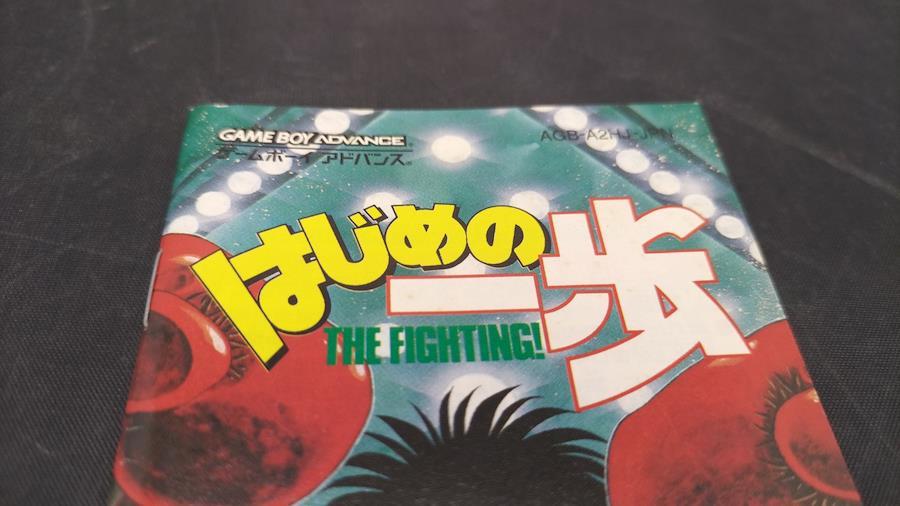 GAME BOY ADVANCE
ゲームボーイ アドバンス
AGB-A2HJ-JPN
はじめの一歩
THE FIGHTING!